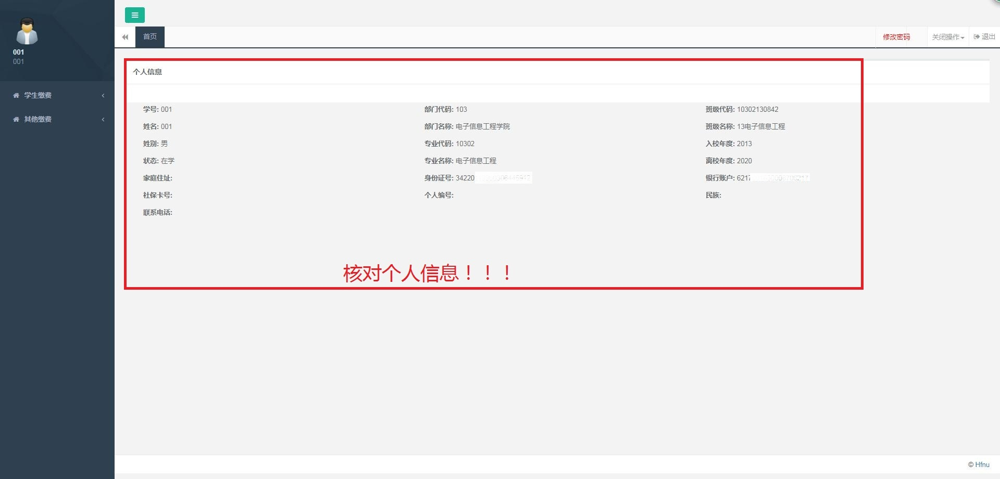 001
001
学生缴费
其他缴费
首页
修改密码
关闭操作
退出
个人信息
学号: 001
部门代码: 103
班级代码: 10302130842
姓名: 001
部门名称: 电子信息工程学院
班级名称: 13电子信息工程
姓别: 男
专业代码: 10302
入校年度: 2013
状态: 在学
专业名称: 电子信息工程
离校年度: 2020
家庭住址:
身份证号: 34220
银行账户: 6217
社保卡号:
个人编号:
民族:
联系电话:
核对个人信息！！！
© Hfnu